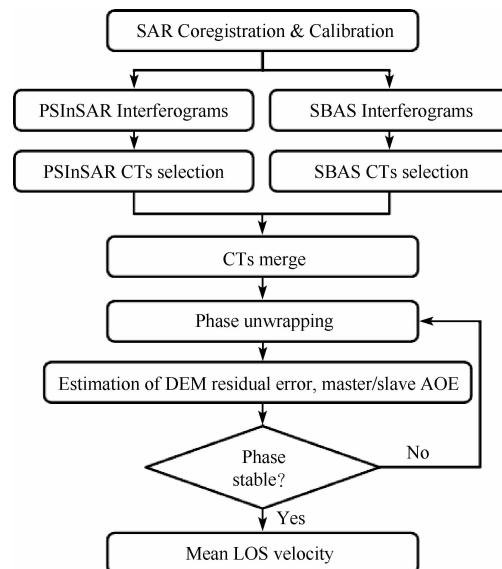 SAR Coregistration & Calibration
PSInSAR Interferograms
SBAS Interferograms
PSInSAR CTs selection
SBAS CTs selection
CTs merge
Phase unwrapping
Estimation of DEM residual error, master/slave AOE
Phase
stable?
No
Yes
Mean LOS velocity